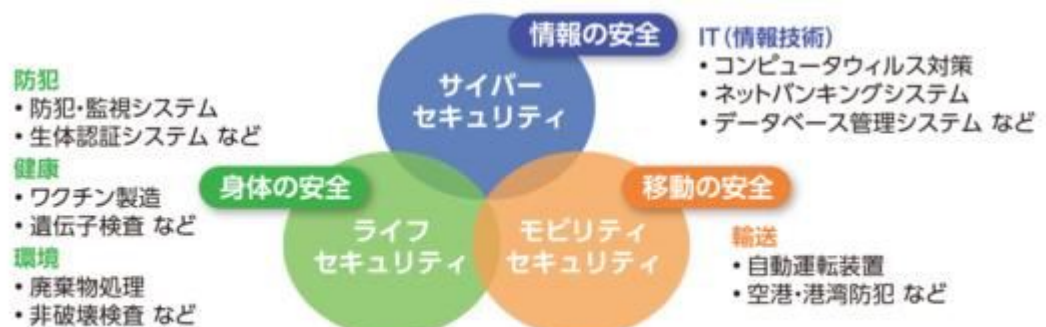 情報の安全
サイバー
セキュリティ
IT(情報技術)
・コンピュータウィルス対策
・ネットバンキングシステム
・データベース管理システム など
防犯
・防犯・監視システム
・生体認証システム など
健康
・ワクチン製造
・遺伝子検査 など
環境
・廃棄物処理
・非破壊検査 など
身体の安全
ライフ
セキュリティ
移動の安全
モビリティ
セキュリティ
輸送
・自動運転装置
・空港・港湾防犯 など